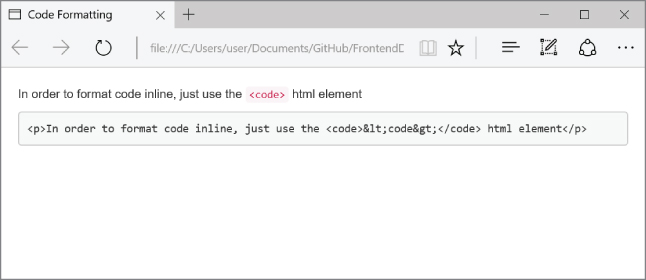 Code Formatting
file:///C:/Users/user/Documents/GitHub/FrontendD
In order to format code inline, just use the <code> html element
<p>In order to format code inline, just use the <code>&lt;code&gt;</code> html element</p>